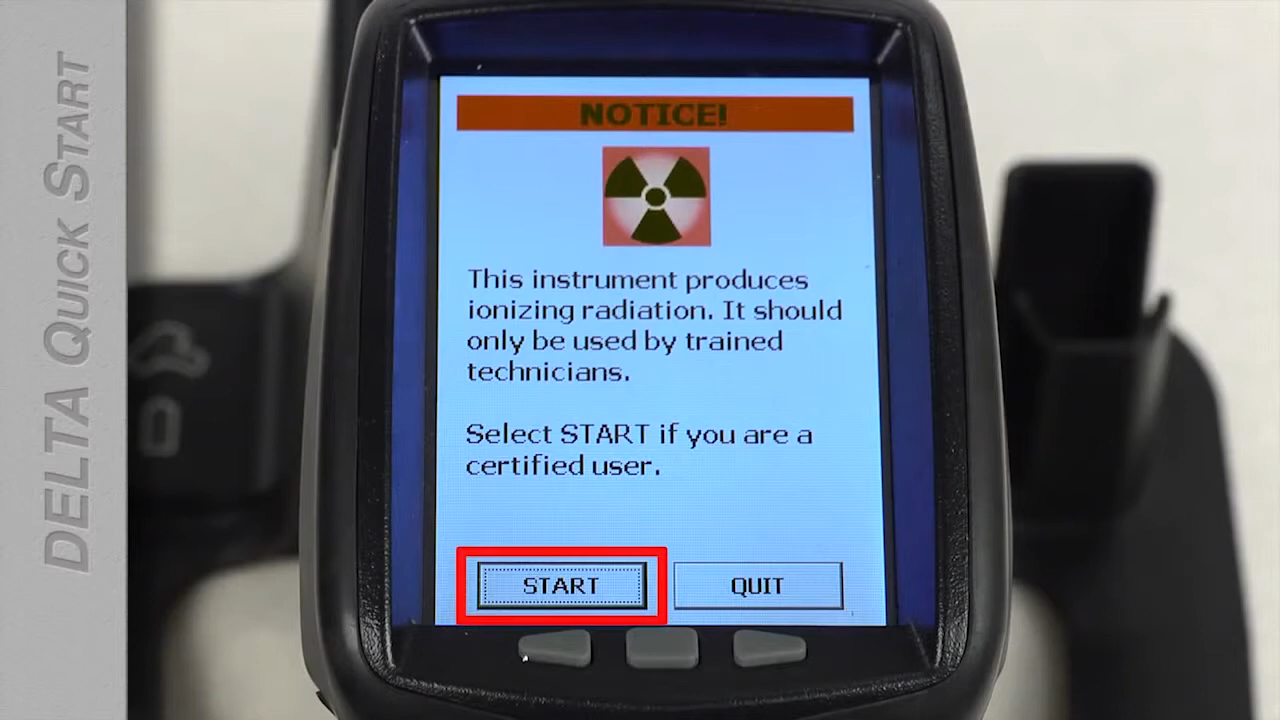 DELTA QUICK START
NOTICE!
This instrument produces
ionizing radiation. It should
only be used by trained
technicians.
Select START if you are a
certified user.
START
QUIT